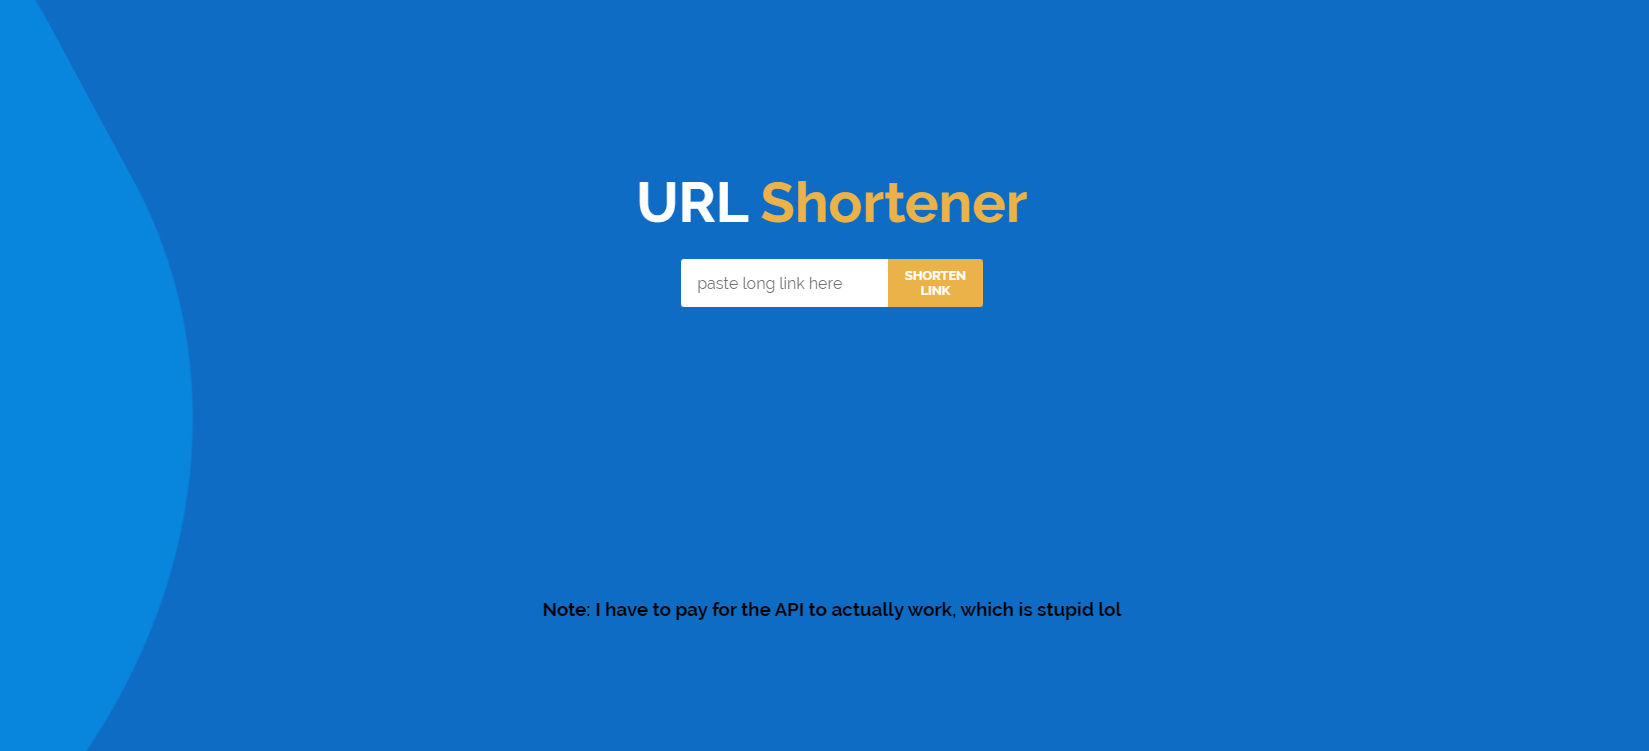 URL Shortener
paste long link here
SHORTEN
LINK
Note: I have to pay for the API to actually work, which is stupid lol